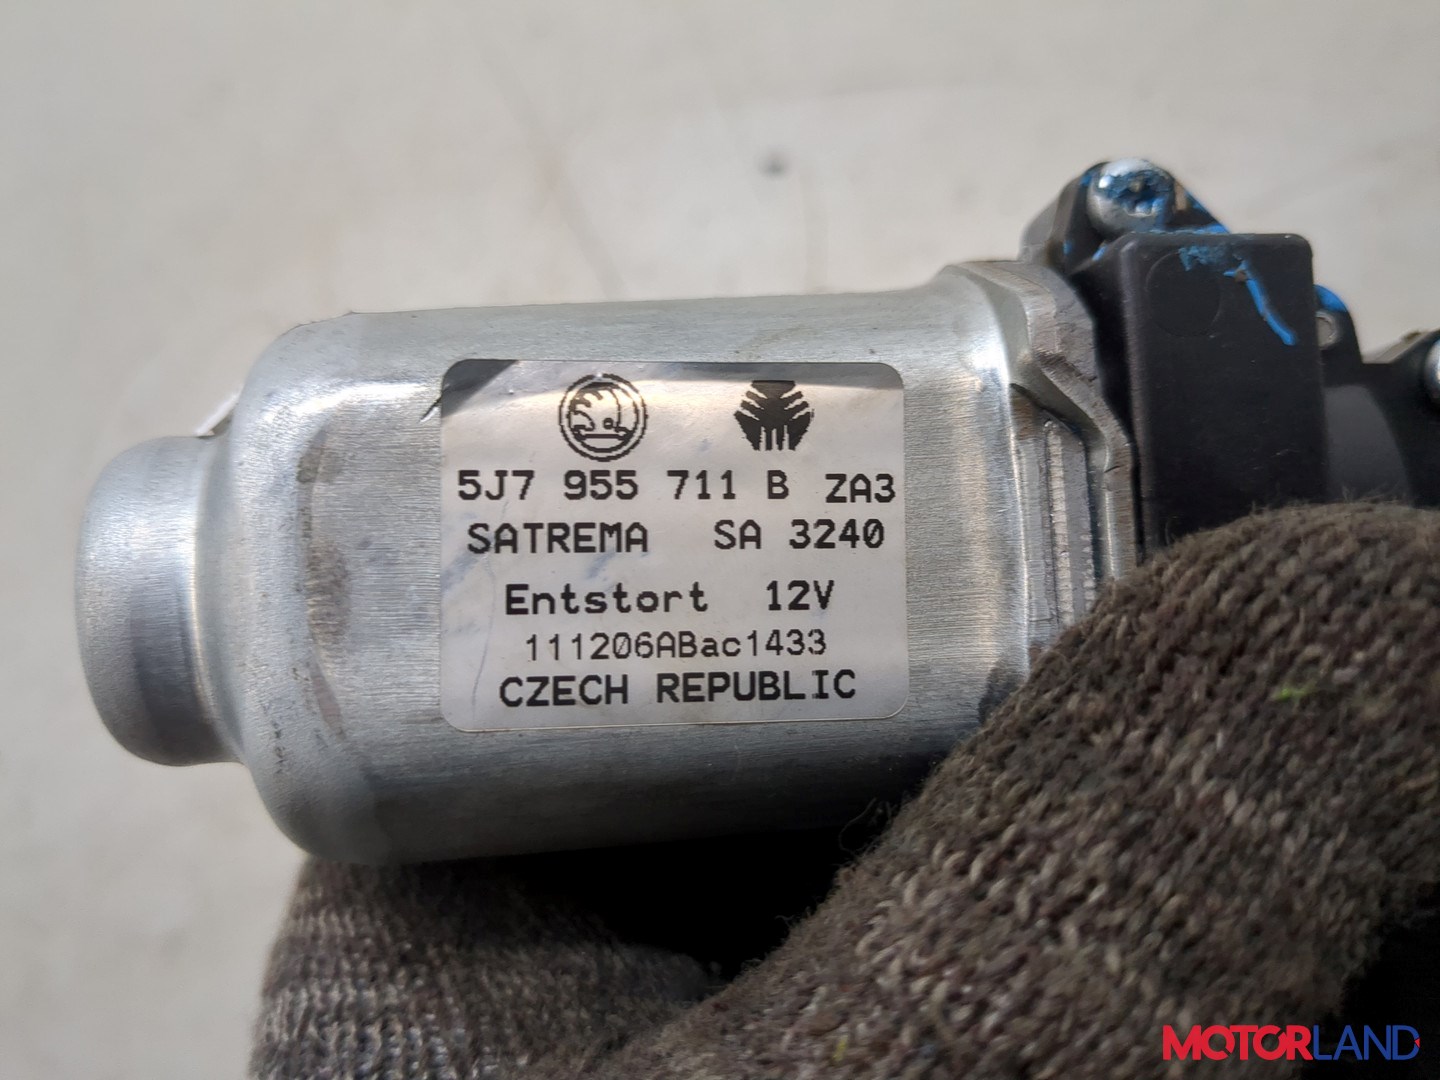 5J7 955 711 B ZA3
SATREMA SA 3240
Entstort 12V
111206ABac1433
CZECH REPUBLIC
MOTORLAND